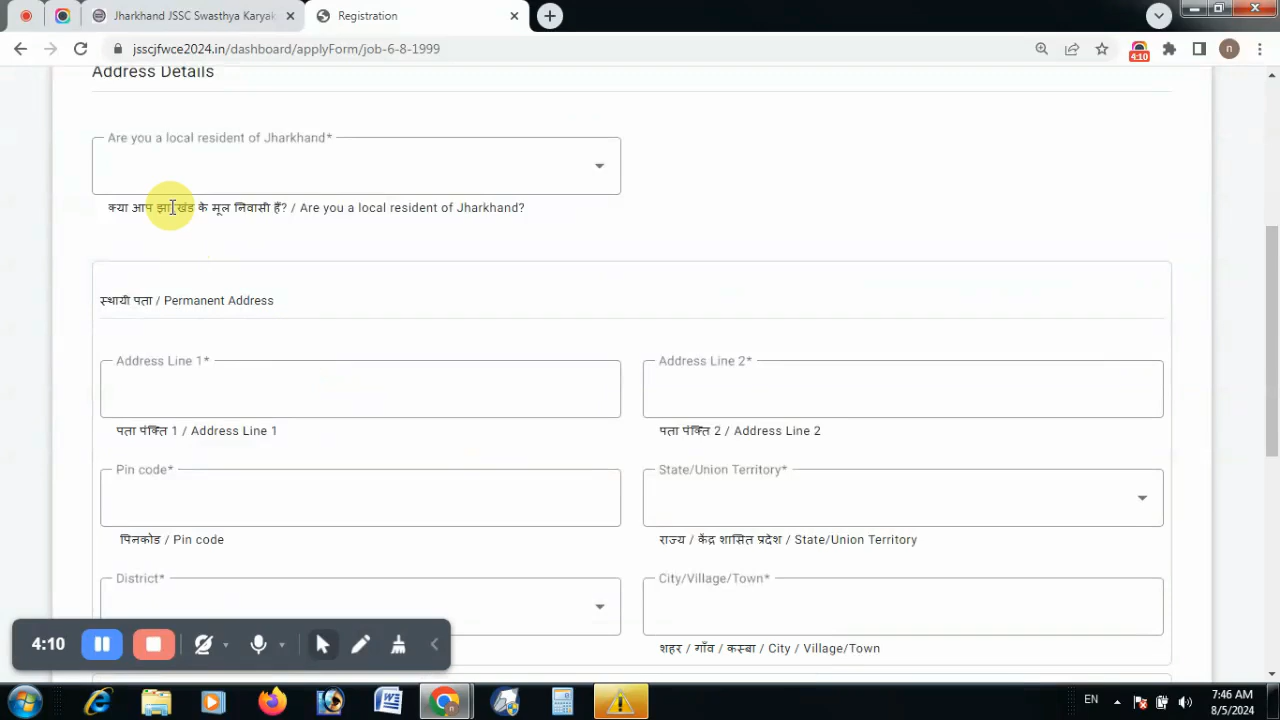 Jharkhand JSSC Swasthya Karyak
Registration
jsscjfwce2024.in/dashboard/applyForm/job-6-8-1999
n
4:10
Address Details
Are you a local resident of Jharkhand*
क्या आप झारखंड के मूल निवासी हैं? / Are you a local resident of Jharkhand?
स्थायी पता / Permanent Address
Address Line 1*
Address Line 2*
पता पंक्ति 1 / Address Line 1
पता पंक्ति 2 / Address Line 2
Pin code*
State/Union Territory*
पिनकोड / Pin code
राज्य / केंद्र शासित प्रदेश / State/Union Territory
District*
City/Village/Town*
4:10
शहर / गाँव / कस्बा / City / Village/Town
EN
7:46 AM
8/5/2024